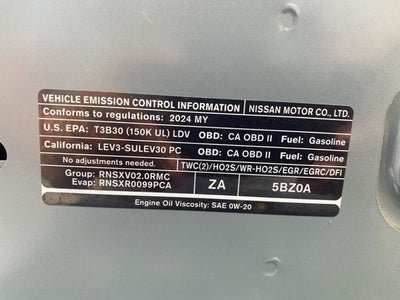 VEHICLE EMISSION CONTROL INFORMATION NISSAN MOTOR CO., LTD.
Conforms to regulations: 2024 MY
U.S. EPA: T3B30 (150K UL) LDV OBD: CA OBD II Fuel: Gasoline
California: LEV3-SULEV30 PC OBD: CA OBD II Fuel: Gasoline
No adjustments needed. TWC(2)/HO2S/WR-HO2S/EGR/EGRC/DFI
Group: RNSXV02.0RMC
Evap: RNSXR0099PCA
ZA 5BZ0A
Engine Oil Viscosity: SAE 0W-20